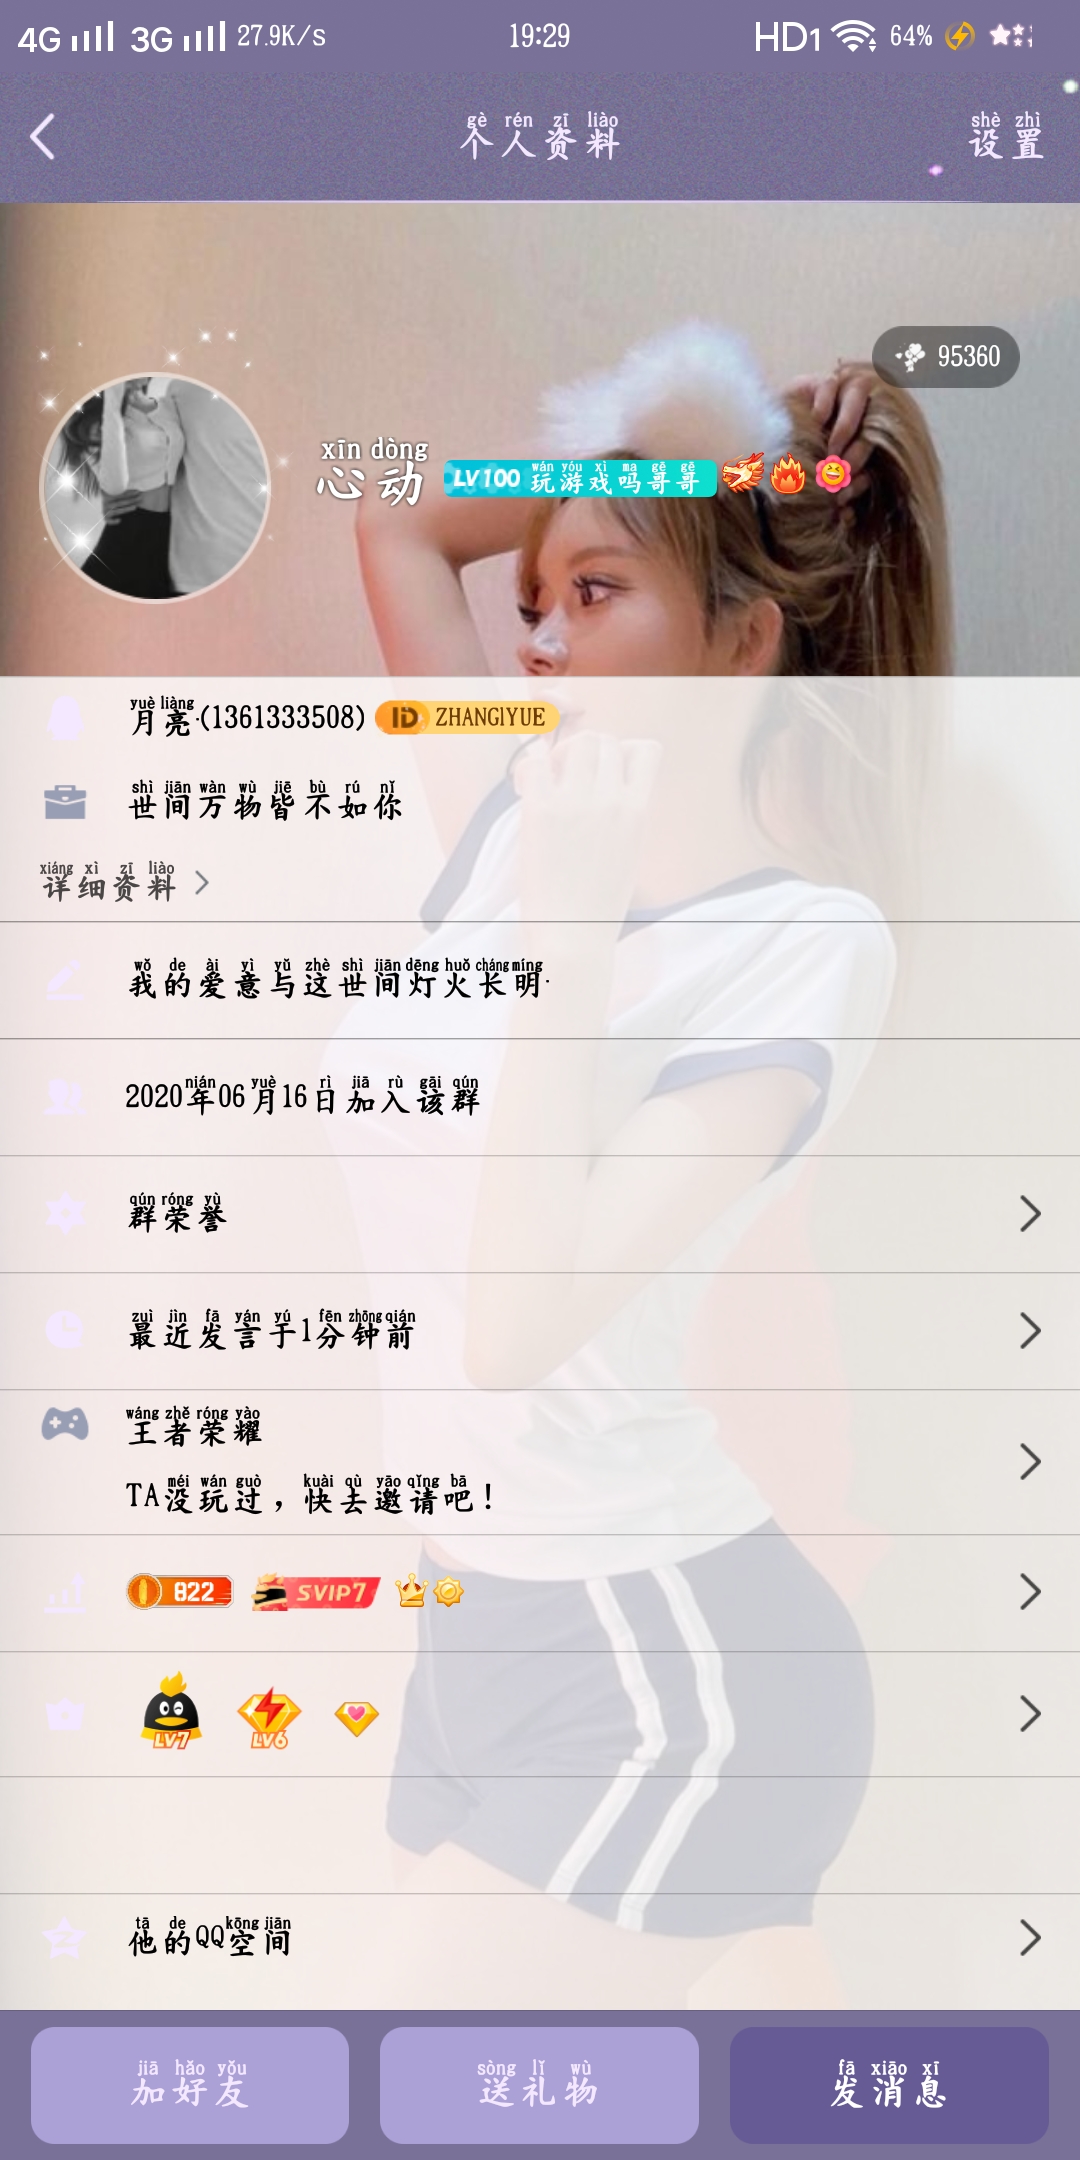 4G 3G 27.9K/s 19:29 HD1 64%
gè rén zī liào shè zhì
个人资料 设置
95360
xīn dòng
心动 LV100 wán yóu xì ma gē gē
玩游戏吗哥哥
yuè liàng
月亮·(1361333508) ID ZHANGIYUE
shì jiān wàn wù jiē bù rú nǐ
世间万物皆不如你
xiáng xì zī liào
详细资料
wǒ de ài yì yǔ zhè shì jiān dēng huǒ cháng míng
我的爱意与这世间灯火长明·
nián yuè rì jiā rù gāi qún
2020年06月16日加入该群
qún róng yù
群荣誉
zuì jìn fā yán yú fēn zhōng qián
最近发言于1分钟前
wáng zhě róng yào
王者荣耀
méi wán guò kuài qù yāo qǐng bā
TA没玩过，快去邀请吧！
822 SVIP7
LV7 LV6
tā de kōng jiān
他的QQ空间
jiā hǎo yǒu sòng lǐ wù fā xiāo xī
加好友 送礼物 发消息